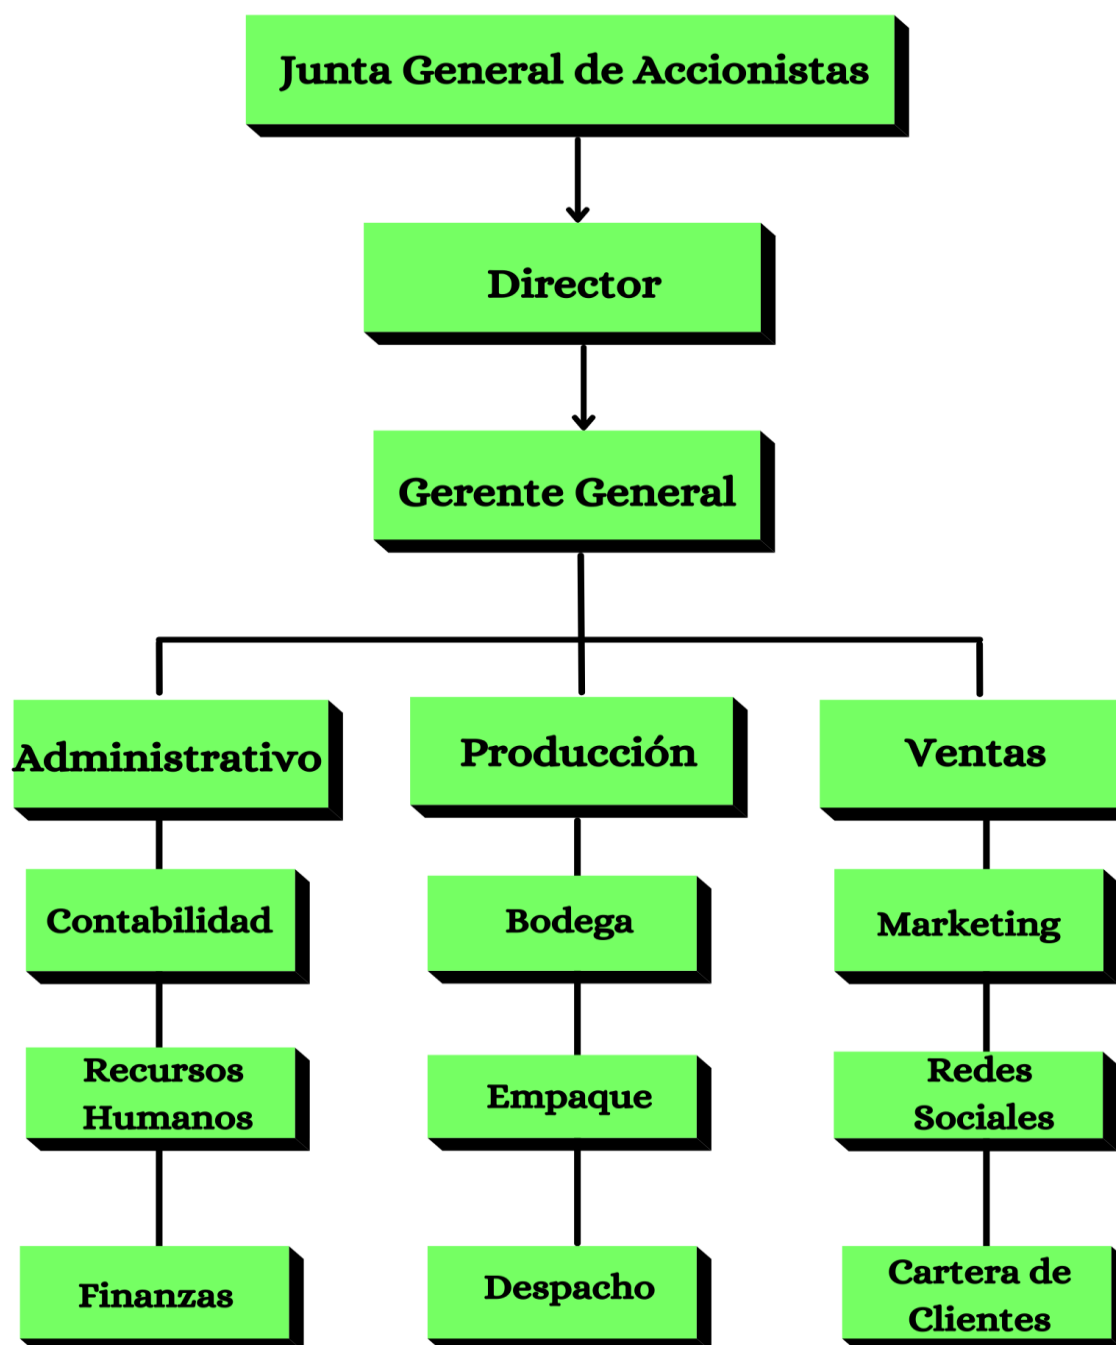 Junta General de Accionistas
Director
Gerente General
Administrativo
Producción
Ventas
Contabilidad
Bodega
Marketing
Recursos
Humanos
Empaque
Redes
Sociales
Finanzas
Despacho
Cartera de
Clientes